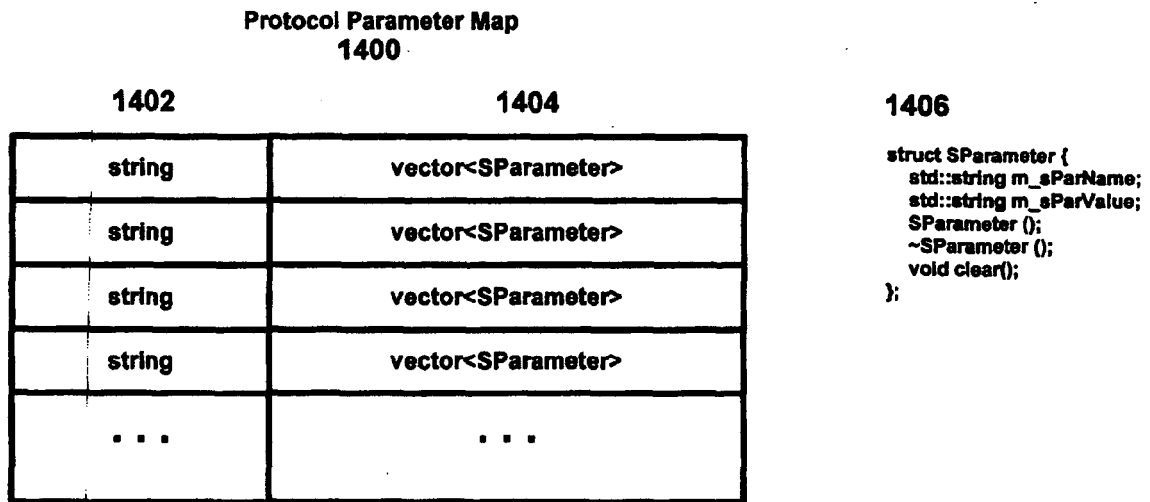 Protocol Parameter Map
1400
1402 1404
string vector<SParameter>
string vector<SParameter>
string vector<SParameter>
string vector<SParameter>
... ...
1406
struct SParameter {
std::string m_sParName;
std::string m_sParValue;
SParameter ();
~SParameter ();
void clear();
};